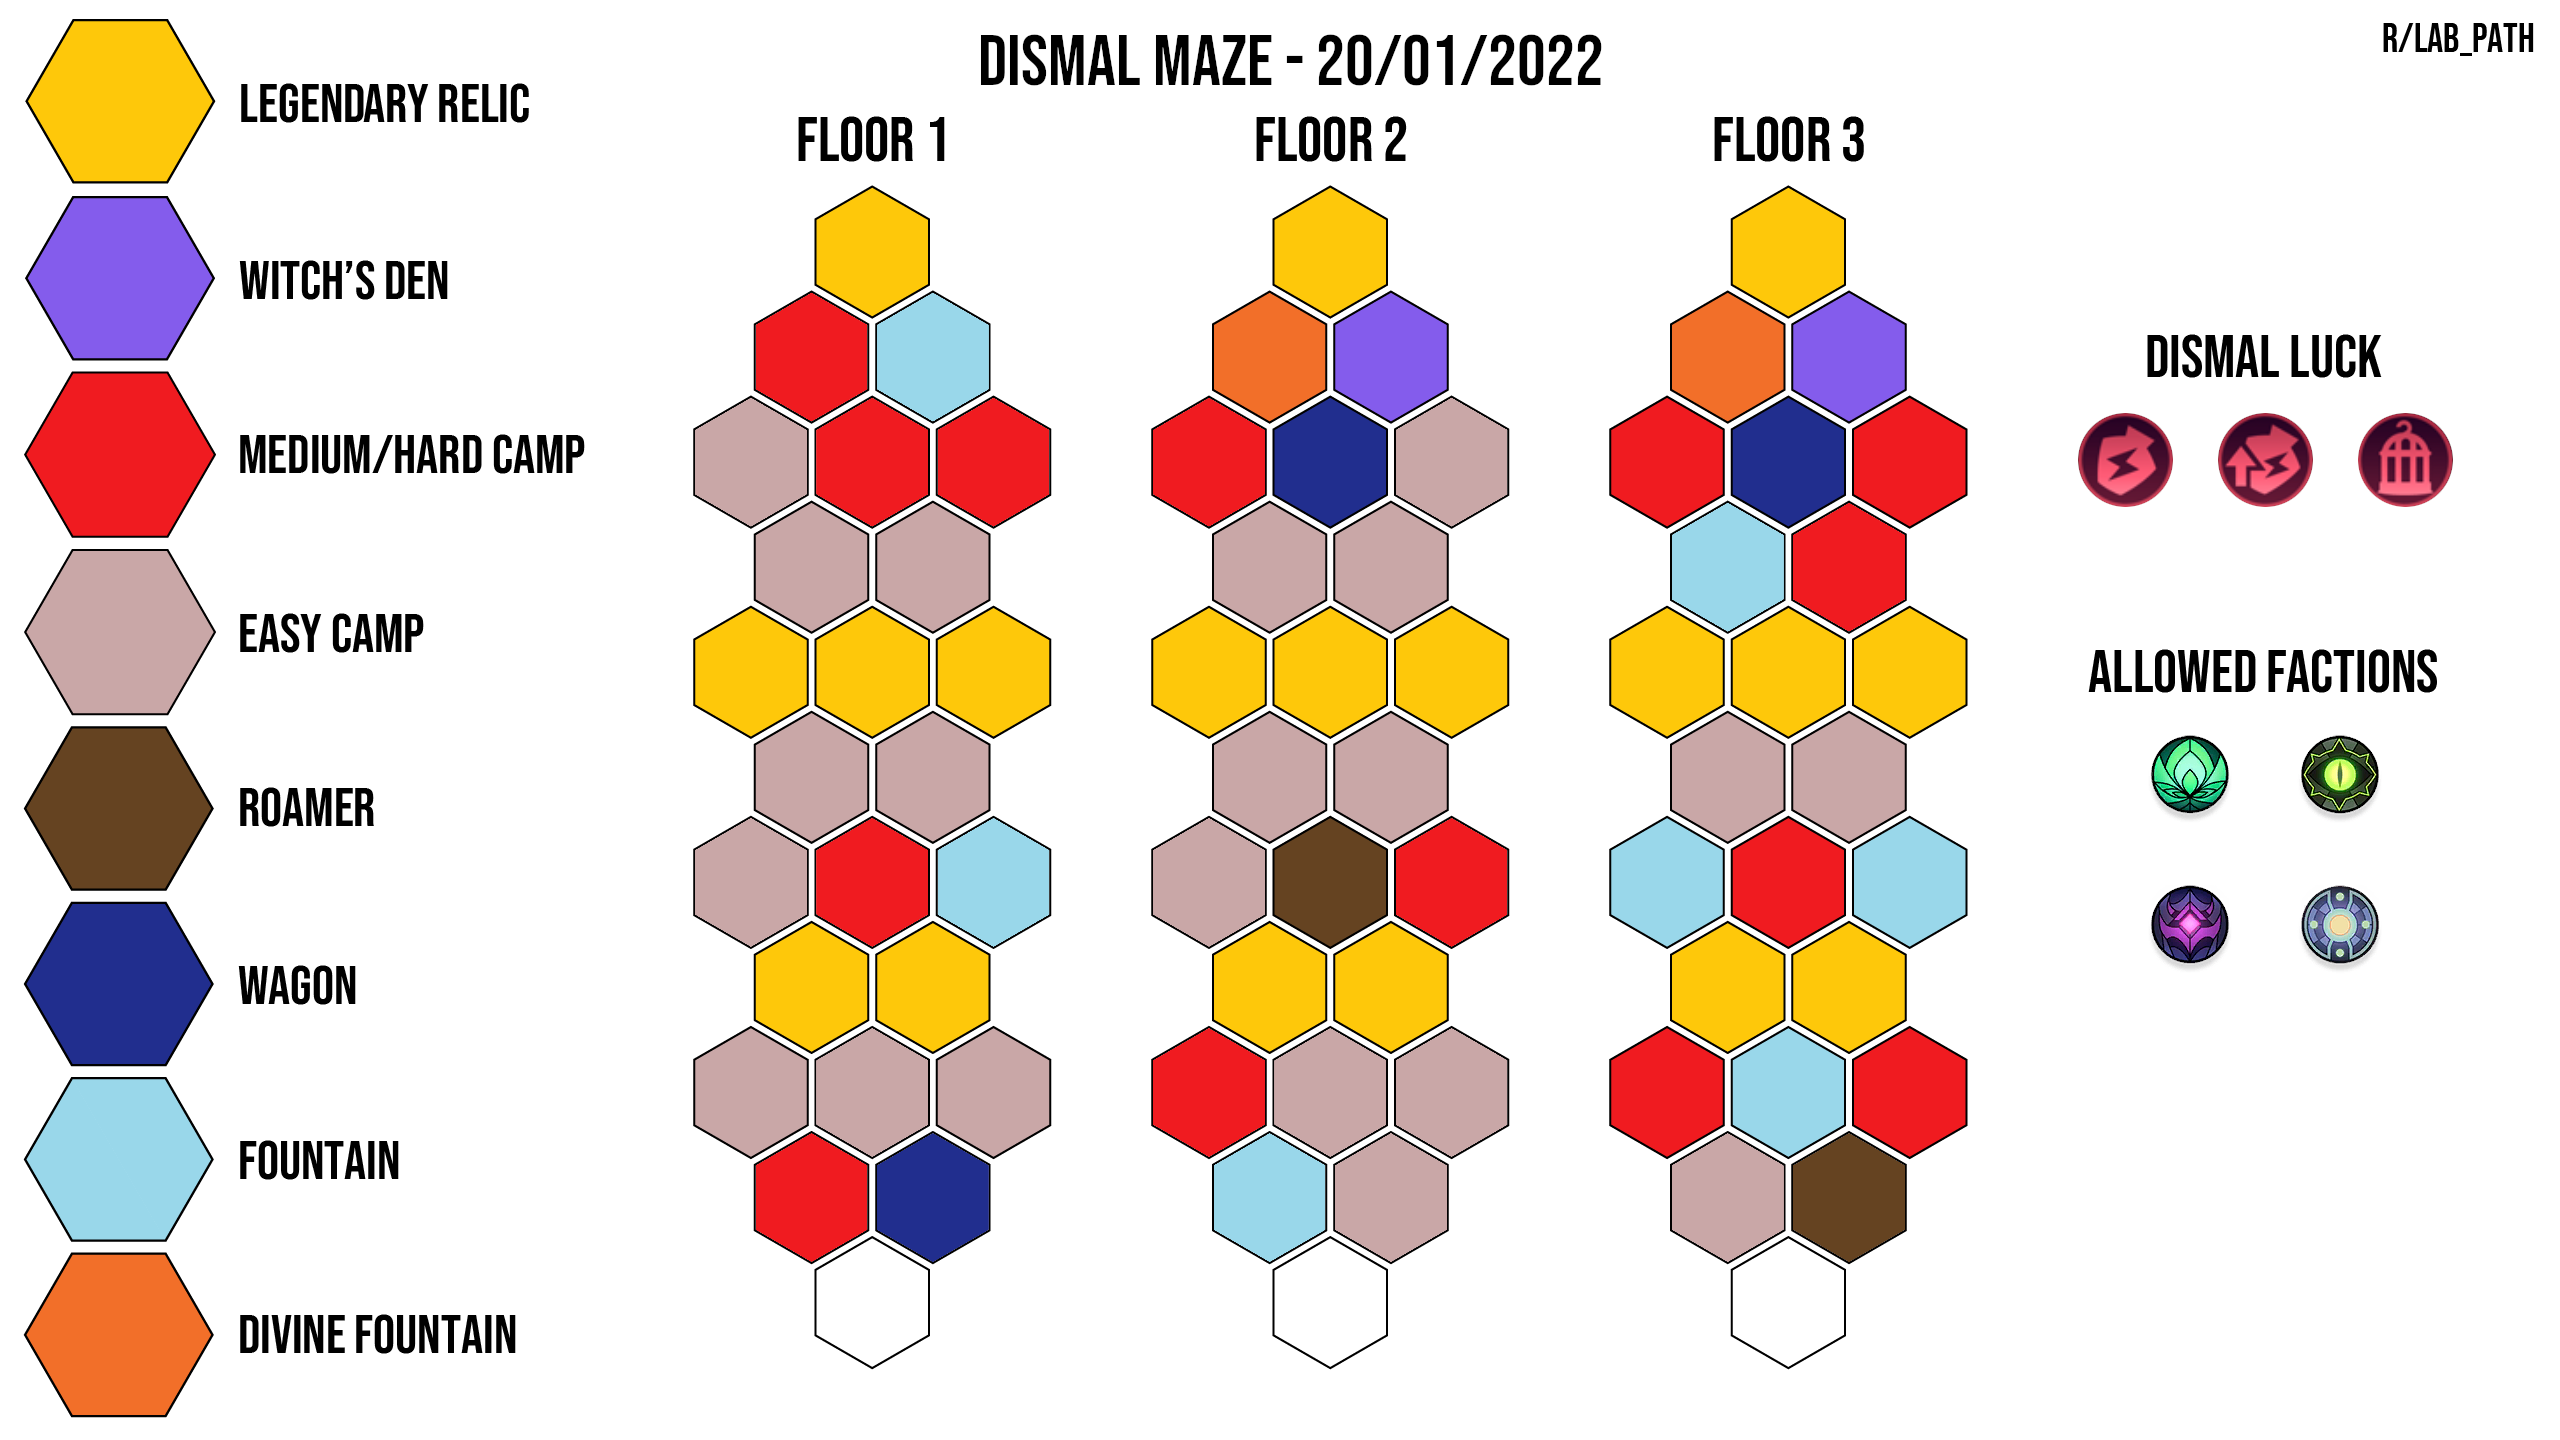 DISMAL MAZE - 20/01/2022
R/LAB_PATH
LEGENDARY RELIC
WITCH'S DEN
MEDIUM/HARD CAMP
EASY CAMP
ROAMER
WAGON
FOUNTAIN
DIVINE FOUNTAIN
FLOOR 1
FLOOR 2
FLOOR 3
DISMAL LUCK
ALLOWED FACTIONS